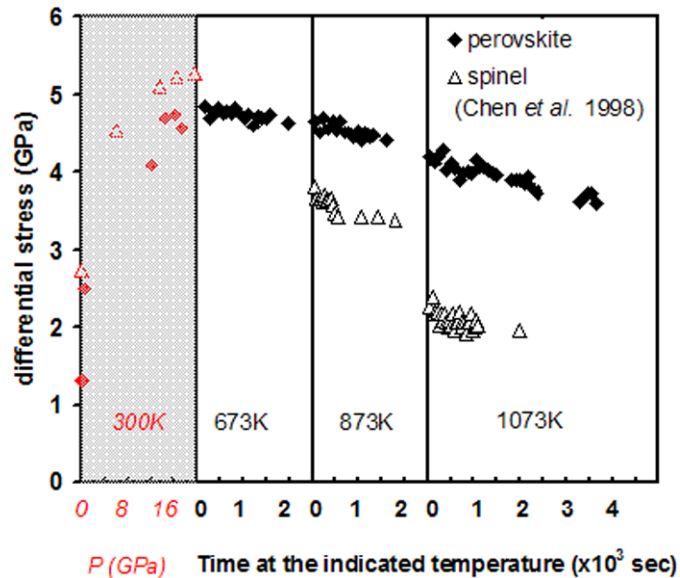 6
5
4
3
2
1
0
differential stress (GPa)
perovskite
spinel
(Chen et al. 1998)
300K
673K
873K
1073K
0 8 16 0 1 2 0 1 2 0 1 2 3 4
P (GPa)
Time at the indicated temperature (x10³ sec)